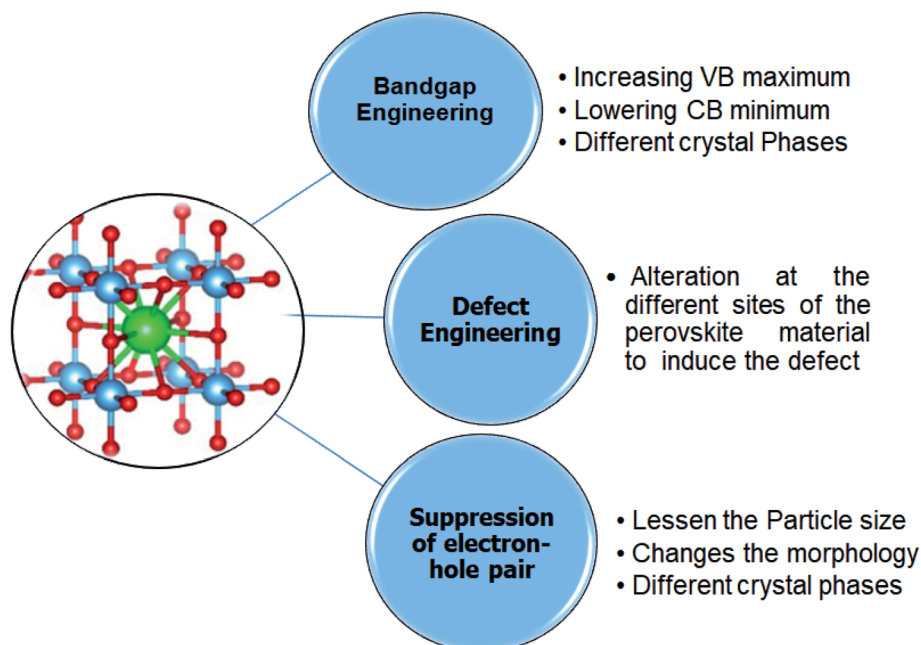 Bandgap
Engineering
• Increasing VB maximum
• Lowering CB minimum
• Different crystal Phases
Defect
Engineering
• Alteration at the
different sites of the
perovskite material
to induce the defect
Suppression
of electron-
hole pair
• Lessen the Particle size
• Changes the morphology
• Different crystal phases